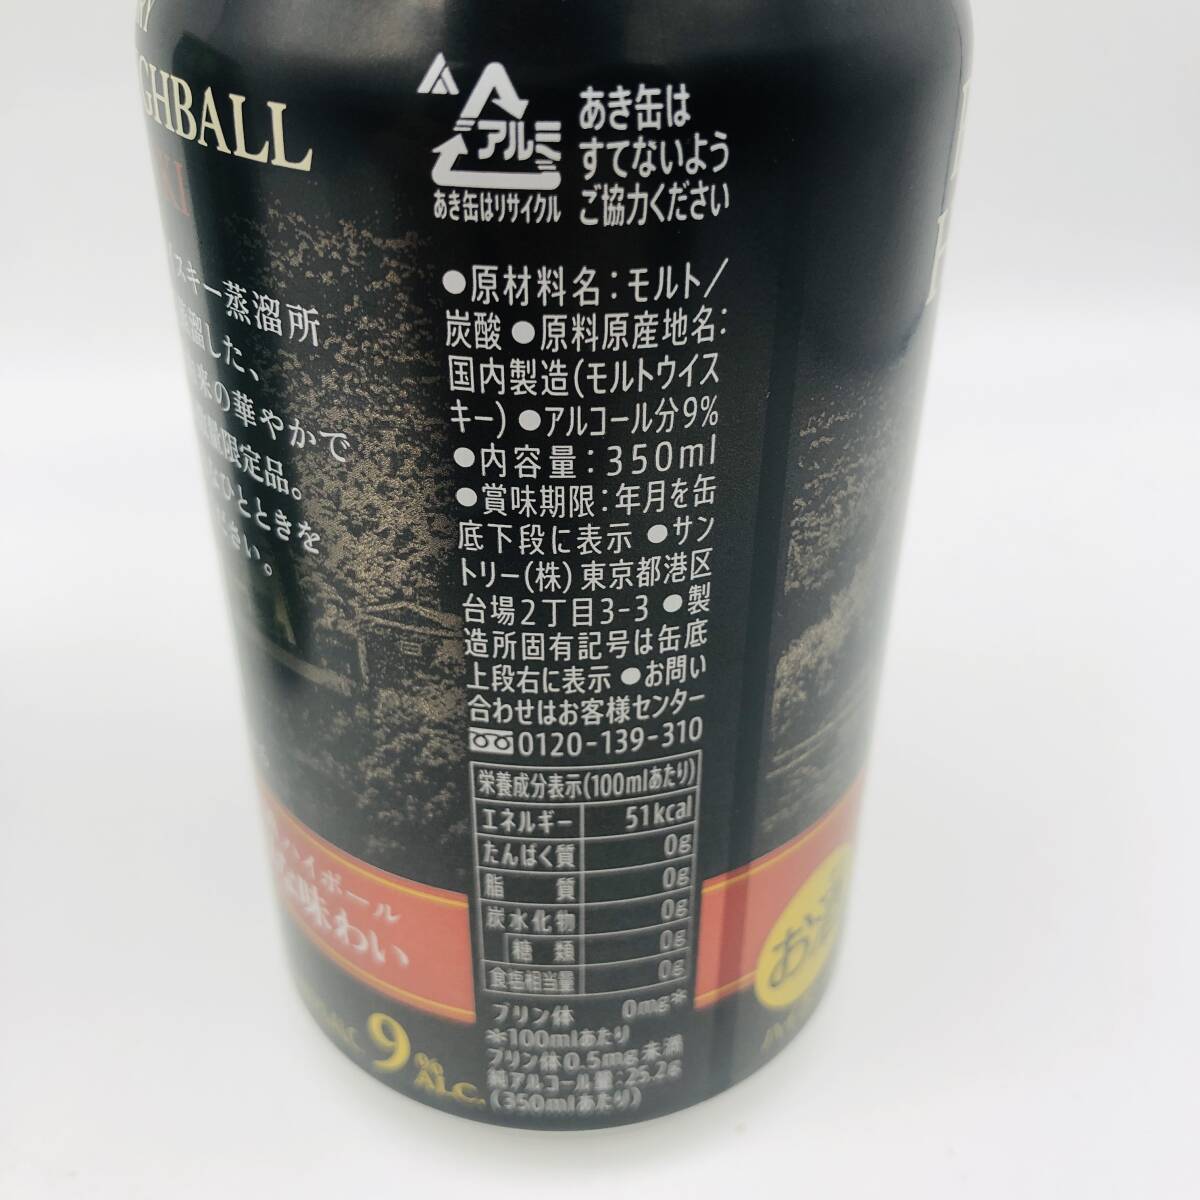 アルミ
あき缶はリサイクル
あき缶は
すてないよう
ご協力ください
●原材料名:モルト/
炭酸 ●原料原産地名:
国内製造(モルトウイス
キー) ●アルコール分9%
●内容量:350ml
●賞味期限:年月を缶
底下段に表示 ●サン
トリー(株) 東京都港区
台場2丁目3-3 ●製
造所固有記号は缶底
上段右に表示 ●お問い
合わせはお客様センター
0120-139-310
栄養成分表示(100mlあたり)
エネルギー 51kcal
たんぱく質 0g
脂質 0g
炭水化物 0g
糖類 0g
食塩相当量 0g
プリン体 0mg*
*100mlあたり
プリン体0.5mg未満
純アルコール量:25.2g
(350mlあたり)
GHBALL
KI
スキー蒸溜所
溜した、
来の華やかで
限定品。
ひとときを
さい。
ハイボール
味わい
9% ALC.
お酒